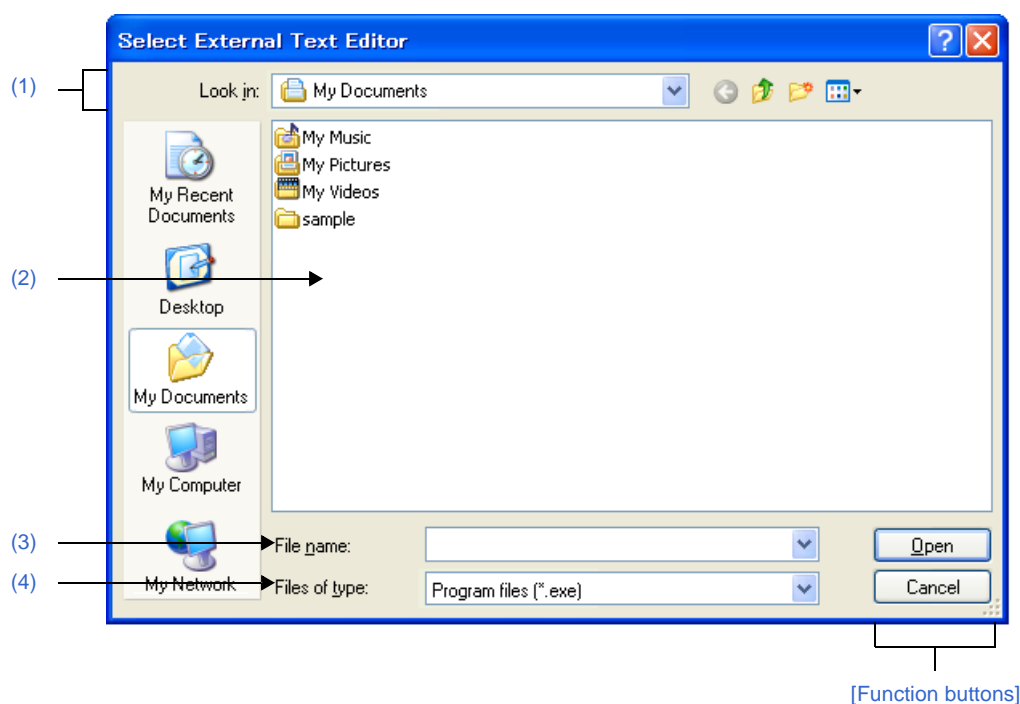 Select External Text Editor
(1)
Look in:
My Documents
My Music
My Pictures
My Videos
sample
My Recent
Documents
(2)
Desktop
My Documents
My Computer
My Network
(3)
File name:
Open
(4)
Files of type:
Program files (*.exe)
Cancel
[Function buttons]